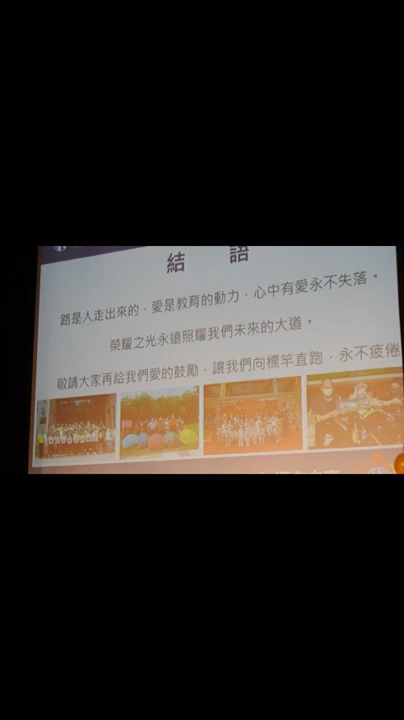 結 語
路是人走出來的，愛是教育的動力，心中有愛永不失落。
榮耀之光永遠照耀我們未來的大道。
敬請大家再給我們愛的鼓勵，讓我們向標竿直跑，永不疲倦